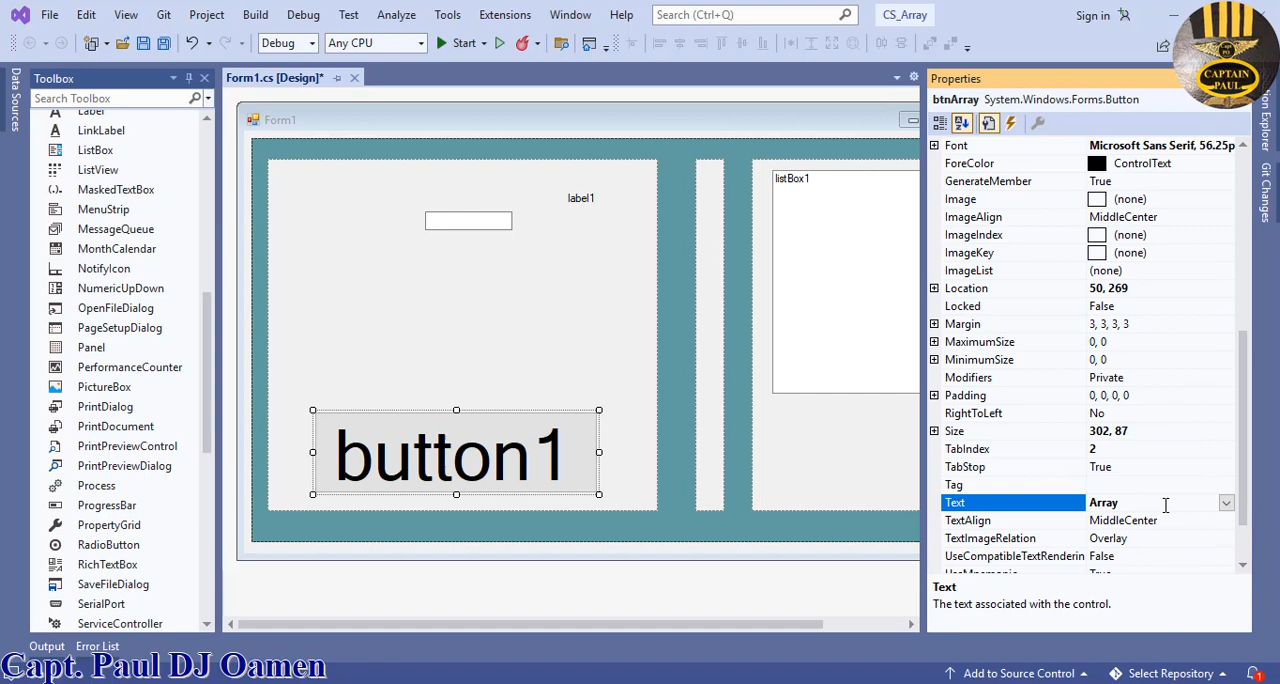 File Edit View Git Project Build Debug Test Analyze Tools Extensions Window Help Search (Ctrl+Q) CS_Array Sign in
Debug Any CPU Start
Data Sources
Toolbox
Search Toolbox
Label
LinkLabel
ListBox
ListView
MaskedTextBox
MenuStrip
MessageQueue
MonthCalendar
NotifyIcon
NumericUpDown
OpenFileDialog
PageSetupDialog
Panel
PerformanceCounter
PictureBox
PrintDialog
PrintDocument
PrintPreviewControl
PrintPreviewDialog
Process
ProgressBar
PropertyGrid
RadioButton
RichTextBox
SaveFileDialog
SerialPort
ServiceController
Form1.cs [Design]*
Form1
label1
button1
listBox1
Properties
btnArray System.Windows.Forms.Button
Font Microsoft Sans Serif, 56.25p
ForeColor ControlText
GenerateMember True
Image (none)
ImageAlign MiddleCenter
ImageIndex (none)
ImageKey (none)
ImageList (none)
Location 50, 269
Locked False
Margin 3, 3, 3, 3
MaximumSize 0, 0
MinimumSize 0, 0
Modifiers Private
Padding 0, 0, 0, 0
RightToLeft No
Size 302, 87
TabIndex 2
TabStop True
Tag
Text Array
TextAlign MiddleCenter
TextImageRelation Overlay
UseCompatibleTextRenderin False
Text
The text associated with the control.
CAPTAIN
PAUL
ion Explorer
Git Changes
Output Error List
Capt. Paul DJ Oamen
Add to Source Control Select Repository 1